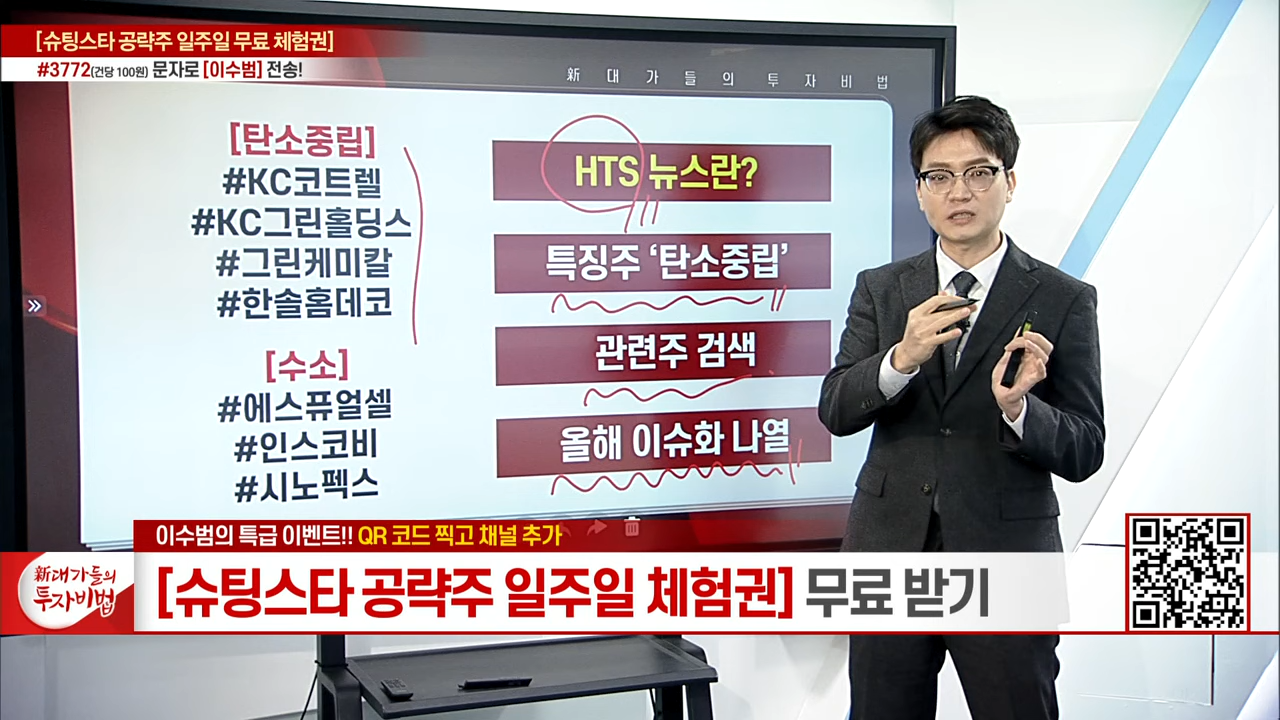 [슈팅스타 공략주 일주일 무료 체험권]
#3772(건당 100원) 문자로 [이수범] 전송!
新 대가들의 투자비법
[탄소중립]
#KC코트렐
#KC그린홀딩스
#그린케미칼
#한솔홈데코
[수소]
#에스퓨얼셀
#인스코비
#시노펙스
HTS 뉴스란?
특징주 ‘탄소중립’
관련주 검색
올해 이슈화 나열
이수범의 특급 이벤트!! QR 코드 찍고 채널 추가
新대가들의
투자비법
[슈팅스타 공략주 일주일 체험권] 무료 받기